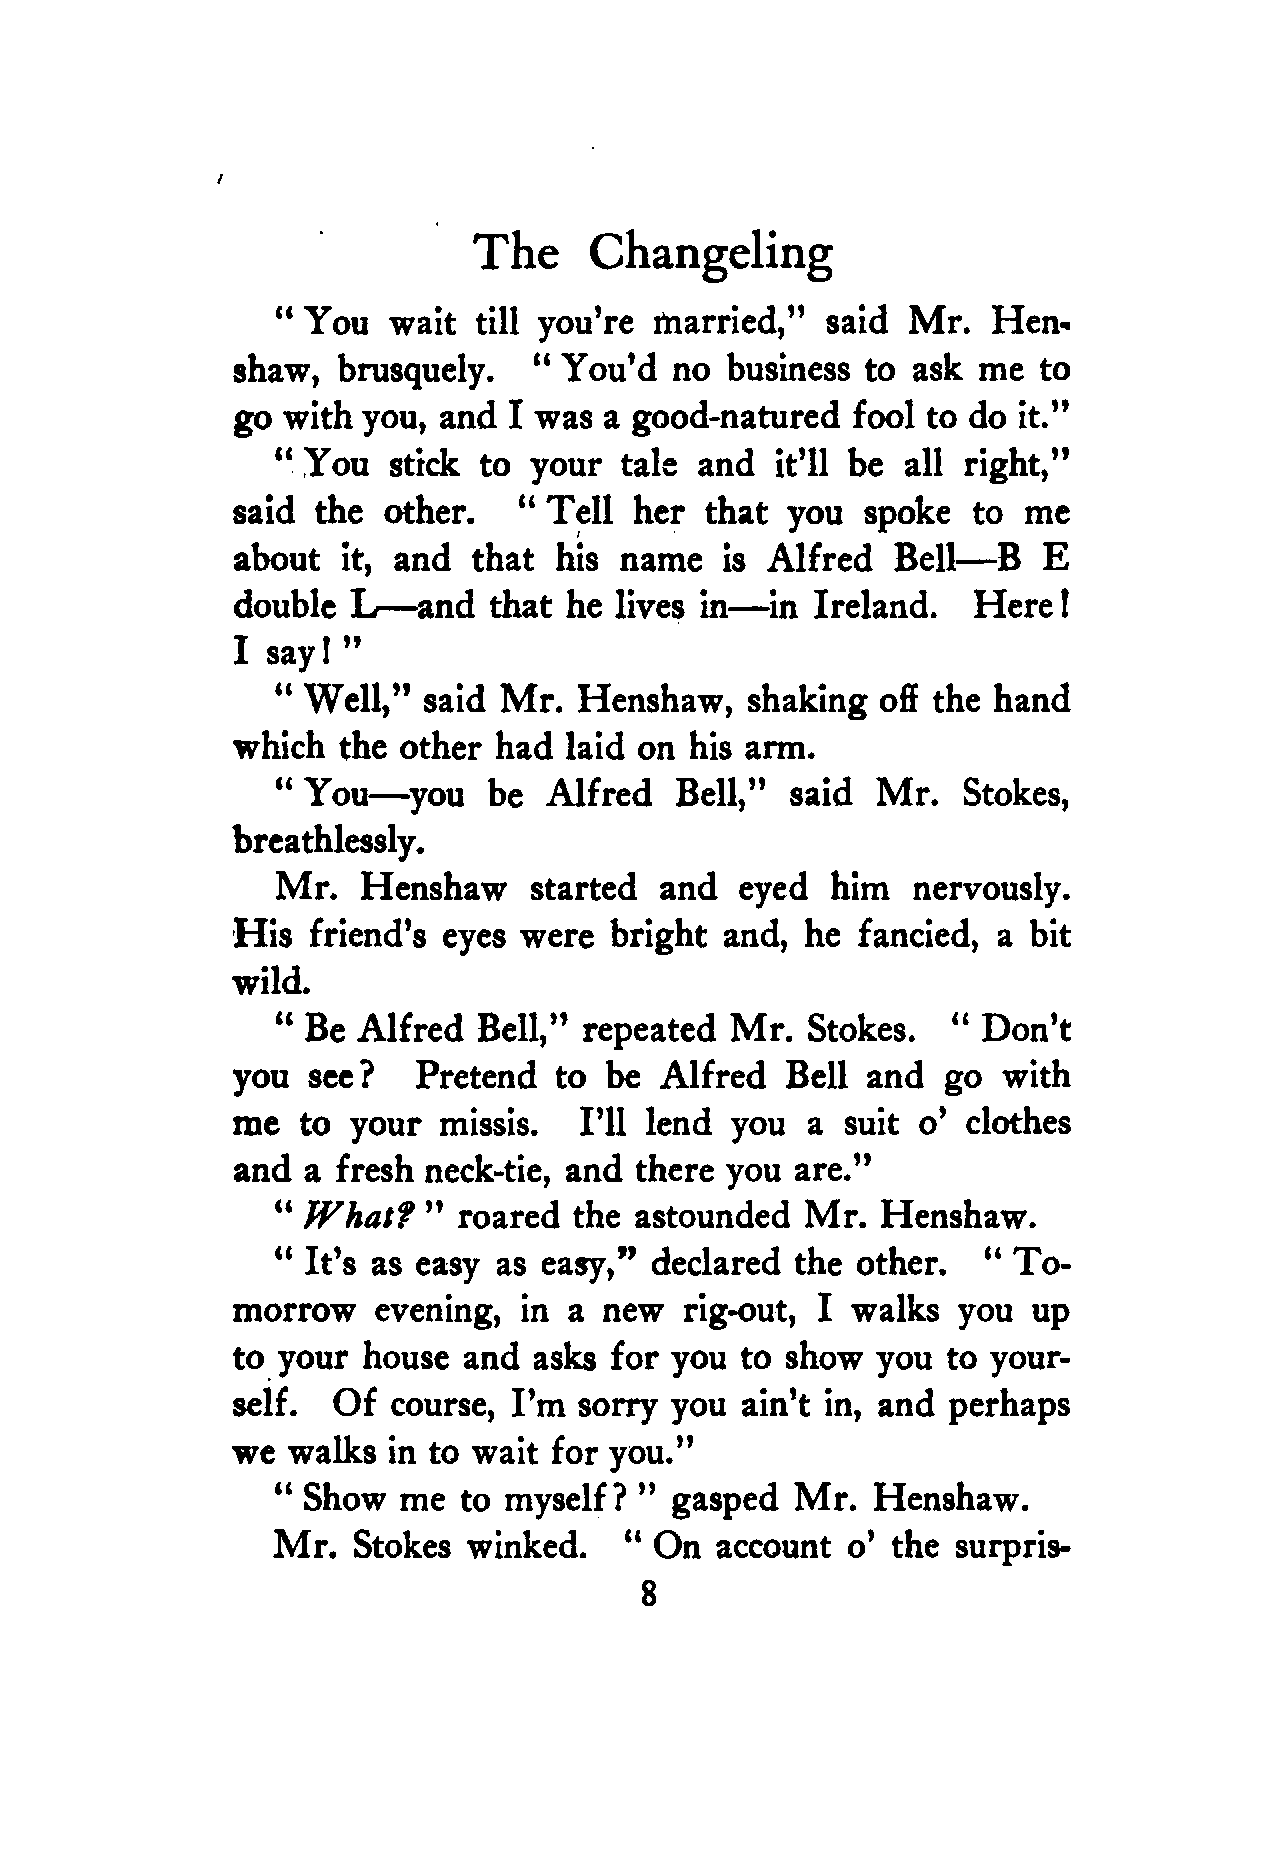 The Changeling
" You wait till you're married," said Mr. Hen-
shaw, brusquely. " You'd no business to ask me to
go with you, and I was a good-natured fool to do it."
" You stick to your tale and it'll be all right,"
said the other. " Tell her that you spoke to me
about it, and that his name is Alfred Bell—B E
double L—and that he lives in—in Ireland. Here!
I say! "
" Well," said Mr. Henshaw, shaking off the hand
which the other had laid on his arm.
" You—you be Alfred Bell," said Mr. Stokes,
breathlessly.
Mr. Henshaw started and eyed him nervously.
His friend's eyes were bright and, he fancied, a bit
wild.
" Be Alfred Bell," repeated Mr. Stokes. " Don't
you see? Pretend to be Alfred Bell and go with
me to your missis. I'll lend you a suit o' clothes
and a fresh neck-tie, and there you are."
" What? " roared the astounded Mr. Henshaw.
" It's as easy as easy," declared the other. " To-
morrow evening, in a new rig-out, I walks you up
to your house and asks for you to show you to your-
self. Of course, I'm sorry you ain't in, and perhaps
we walks in to wait for you."
" Show me to myself? " gasped Mr. Henshaw.
Mr. Stokes winked. " On account o' the surpris-
8